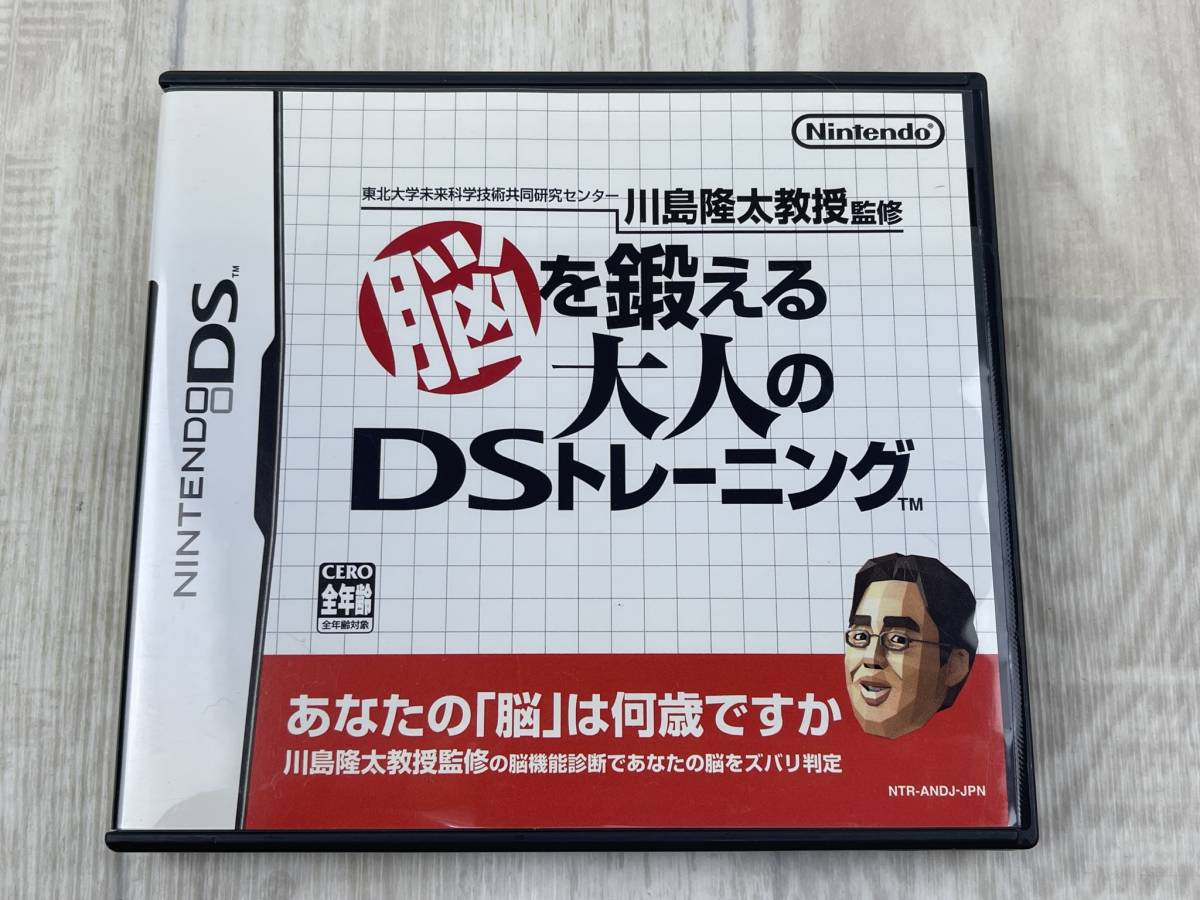 NINTENDO DS™
Nintendo®
東北大学未来科学技術共同研究センター
川島隆太教授監修
脳を鍛える
大人の
DSトレーニング™
CERO
全年齢
全年齢対象
あなたの「脳」は何歳ですか
川島隆太教授監修の脳機能診断であなたの脳をズバリ判定
NTR-ANDJ-JPN